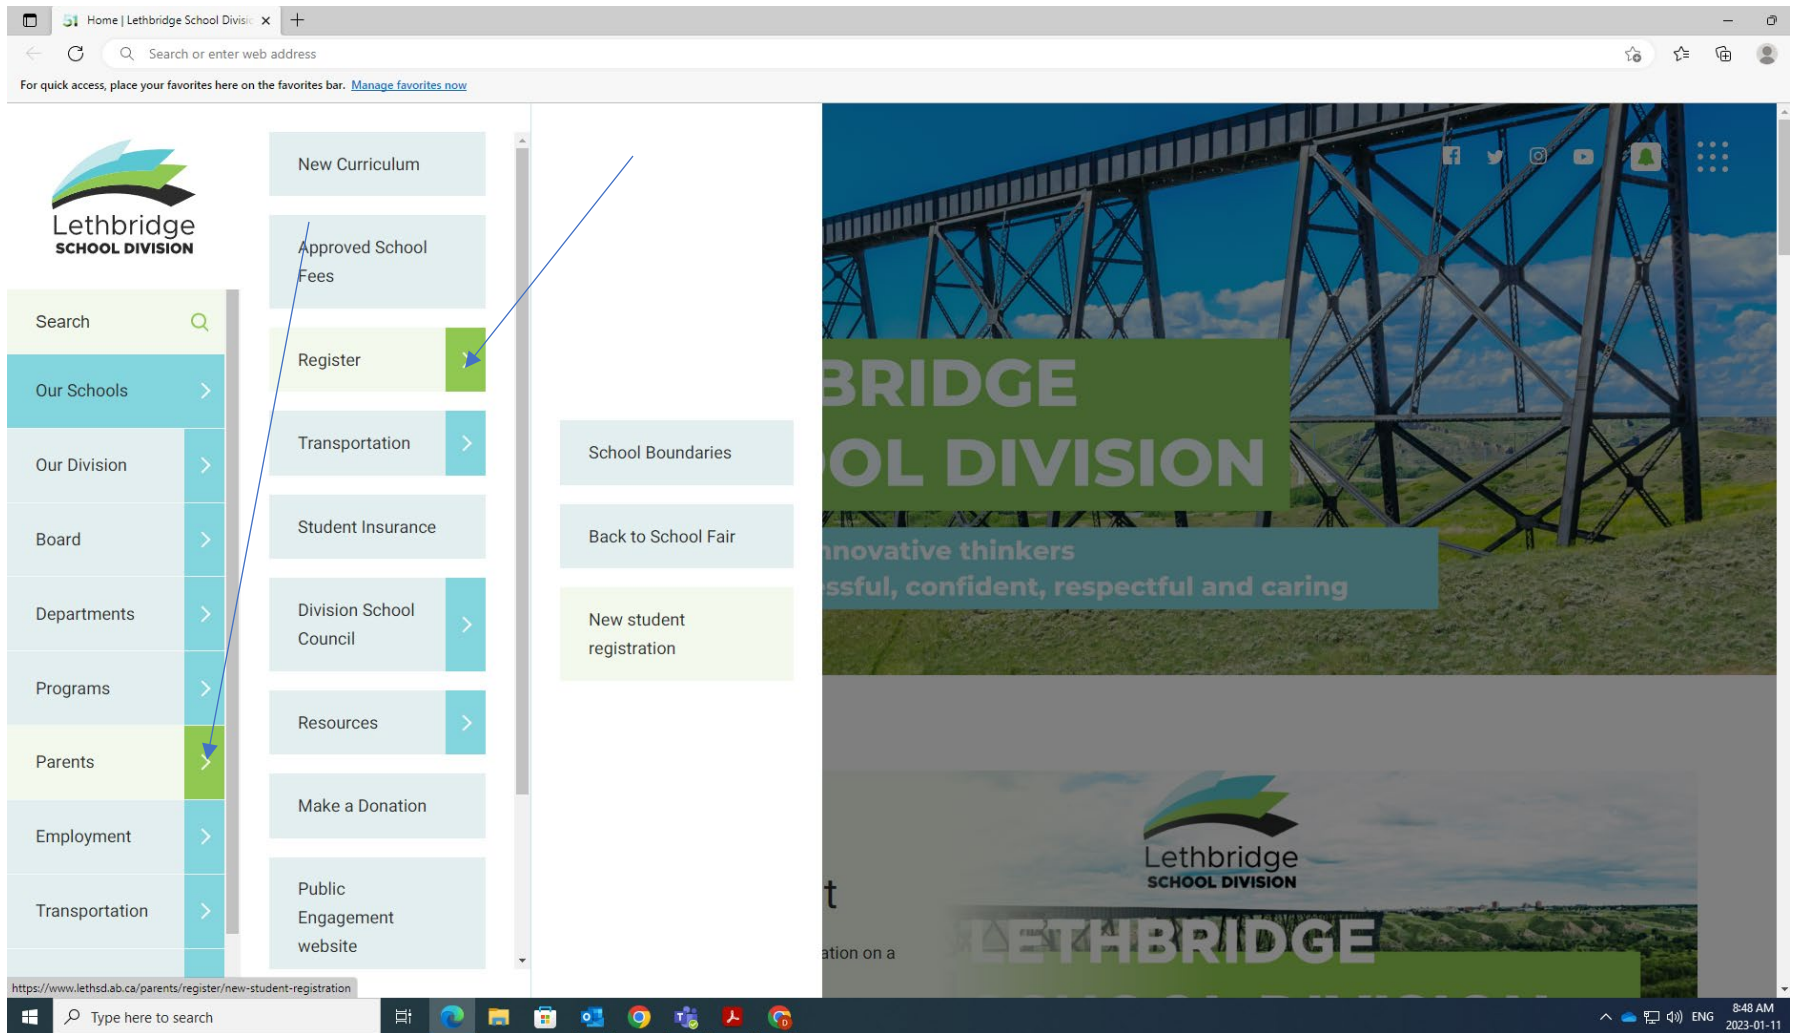 Home | Lethbridge School Divisio
Search or enter web address
For quick access, place your favorites here on the favorites bar. Manage favorites now
Lethbridge
SCHOOL DIVISION
Search
Our Schools
Our Division
Board
Departments
Programs
Parents
Employment
Transportation
New Curriculum
Approved School
Fees
Register
Transportation
Student Insurance
Division School
Council
Resources
Make a Donation
Public
Engagement
website
School Boundaries
Back to School Fair
New student
registration
BRIDGE
OL DIVISION
nnovative thinkers
ssful, confident, respectful and caring
t
ation on a
Lethbridge
SCHOOL DIVISION
LETHBRIDGE
SCHOOL DIVISION
https://www.lethsd.ab.ca/parents/register/new-student-registration
Type here to search
ENG
8:48 AM
2023-01-11